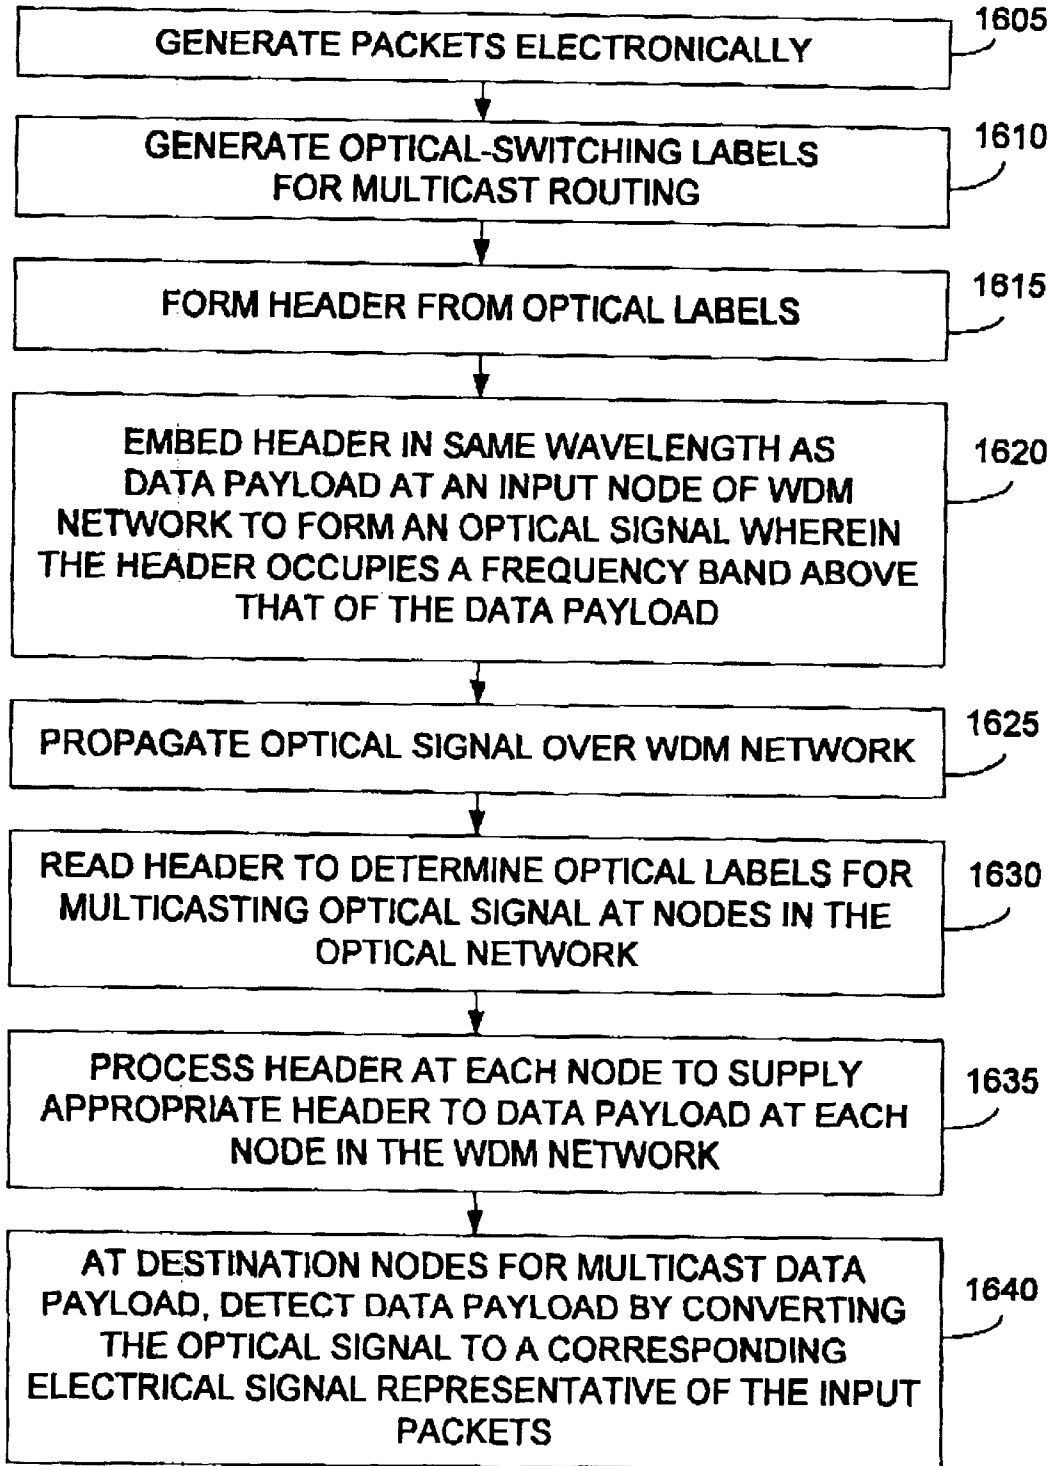 1605
GENERATE PACKETS ELECTRONICALLY
1610
GENERATE OPTICAL-SWITCHING LABELS
FOR MULTICAST ROUTING
1615
FORM HEADER FROM OPTICAL LABELS
1620
EMBED HEADER IN SAME WAVELENGTH AS
DATA PAYLOAD AT AN INPUT NODE OF WDM
NETWORK TO FORM AN OPTICAL SIGNAL WHEREIN
THE HEADER OCCUPIES A FREQUENCY BAND ABOVE
THAT OF THE DATA PAYLOAD
1625
PROPAGATE OPTICAL SIGNAL OVER WDM NETWORK
1630
READ HEADER TO DETERMINE OPTICAL LABELS FOR
MULTICASTING OPTICAL SIGNAL AT NODES IN THE
OPTICAL NETWORK
1635
PROCESS HEADER AT EACH NODE TO SUPPLY
APPROPRIATE HEADER TO DATA PAYLOAD AT EACH
NODE IN THE WDM NETWORK
1640
AT DESTINATION NODES FOR MULTICAST DATA
PAYLOAD, DETECT DATA PAYLOAD BY CONVERTING
THE OPTICAL SIGNAL TO A CORRESPONDING
ELECTRICAL SIGNAL REPRESENTATIVE OF THE INPUT
PACKETS